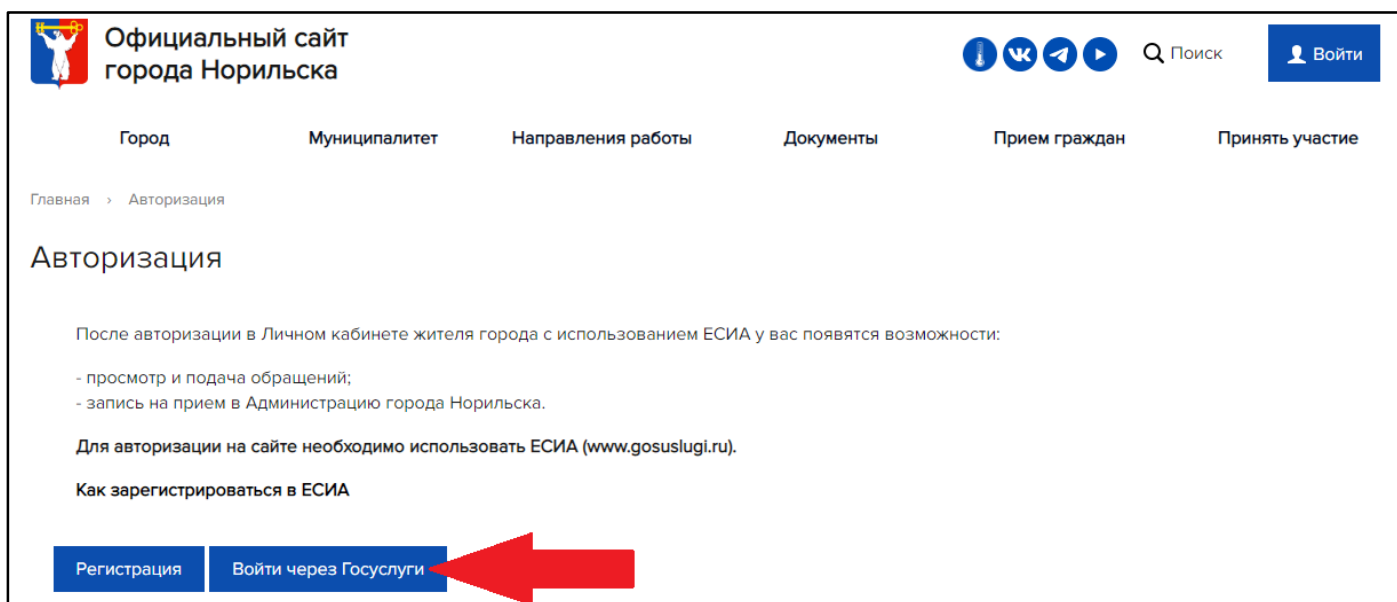 Официальный сайт
города Норильска
Поиск
Войти
Город Муниципалитет Направления работы Документы Прием граждан Принять участие
Главная › Авторизация
Авторизация
После авторизации в Личном кабинете жителя города с использованием ЕСИА у вас появятся возможности:
- просмотр и подача обращений;
- запись на прием в Администрацию города Норильска.
Для авторизации на сайте необходимо использовать ЕСИА (www.gosuslugi.ru).
Как зарегистрироваться в ЕСИА
Регистрация Войти через Госуслуги